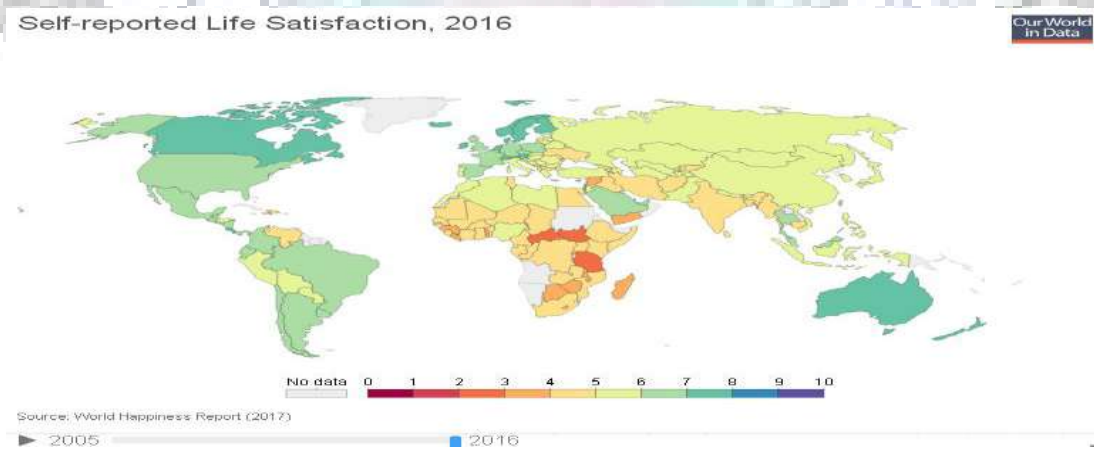 Self-reported Life Satisfaction, 2016
Our World
in Data
No data 0 1 2 3 4 5 6 7 8 9 10
Source: World Happiness Report (2017)
2005 2016